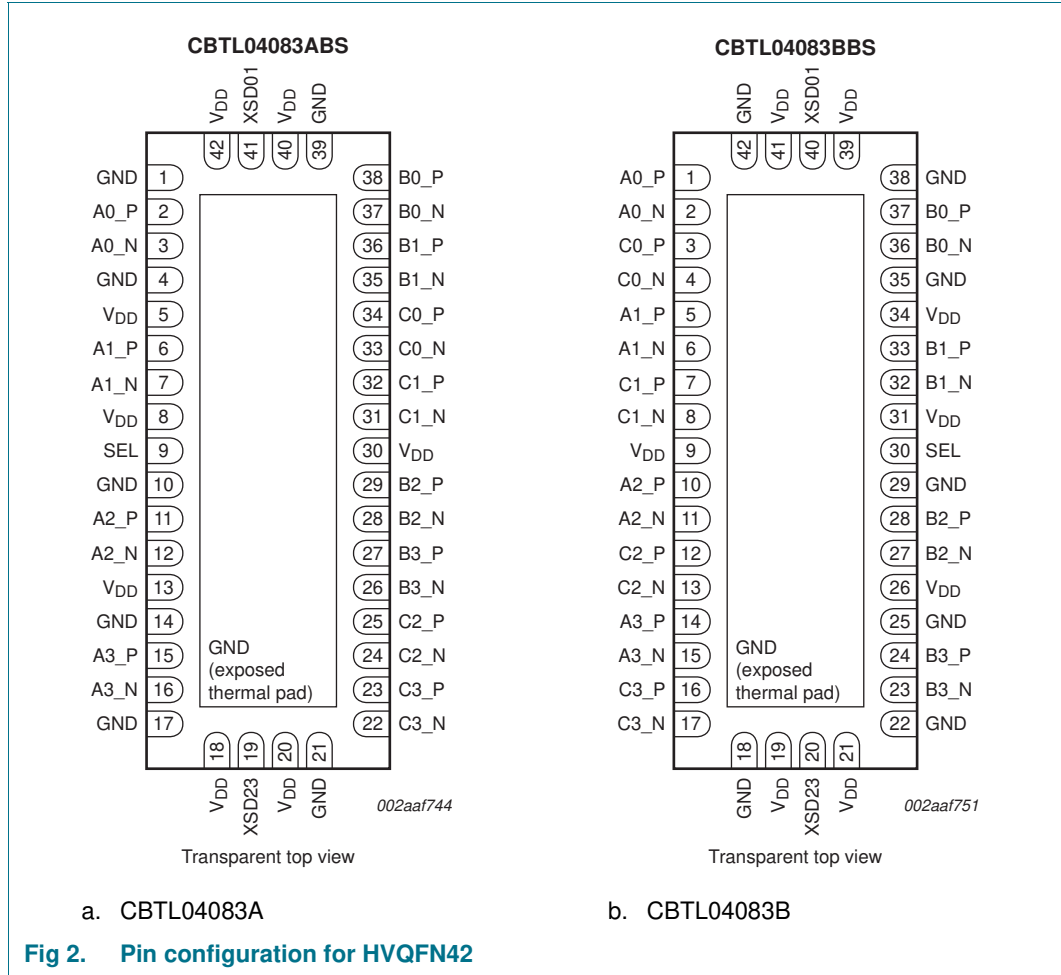 CBTL04083ABS
VDD
XSD01
VDD
GND
42
41
40
39
GND 1
A0_P 2
A0_N 3
GND 4
VDD 5
A1_P 6
A1_N 7
VDD 8
SEL 9
GND 10
A2_P 11
A2_N 12
VDD 13
GND 14
A3_P 15
A3_N 16
GND 17
38 B0_P
37 B0_N
36 B1_P
35 B1_N
34 C0_P
33 C0_N
32 C1_P
31 C1_N
30 VDD
29 B2_P
28 B2_N
27 B3_P
26 B3_N
25 C2_P
24 C2_N
23 C3_P
22 C3_N
GND
(exposed
thermal pad)
18
19
20
21
VDD
XSD23
VDD
GND
002aaf744
Transparent top view
a. CBTL04083A
CBTL04083BBS
GND
VDD
XSD01
VDD
42
41
40
39
A0_P 1
A0_N 2
C0_P 3
C0_N 4
A1_P 5
A1_N 6
C1_P 7
C1_N 8
VDD 9
A2_P 10
A2_N 11
C2_P 12
C2_N 13
A3_P 14
A3_N 15
C3_P 16
C3_N 17
38 GND
37 B0_P
36 B0_N
35 GND
34 VDD
33 B1_P
32 B1_N
31 VDD
30 SEL
29 GND
28 B2_P
27 B2_N
26 VDD
25 GND
24 B3_P
23 B3_N
22 GND
GND
(exposed
thermal pad)
18
19
20
21
GND
VDD
XSD23
VDD
002aaf751
Transparent top view
b. CBTL04083B
Fig 2. Pin configuration for HVQFN42